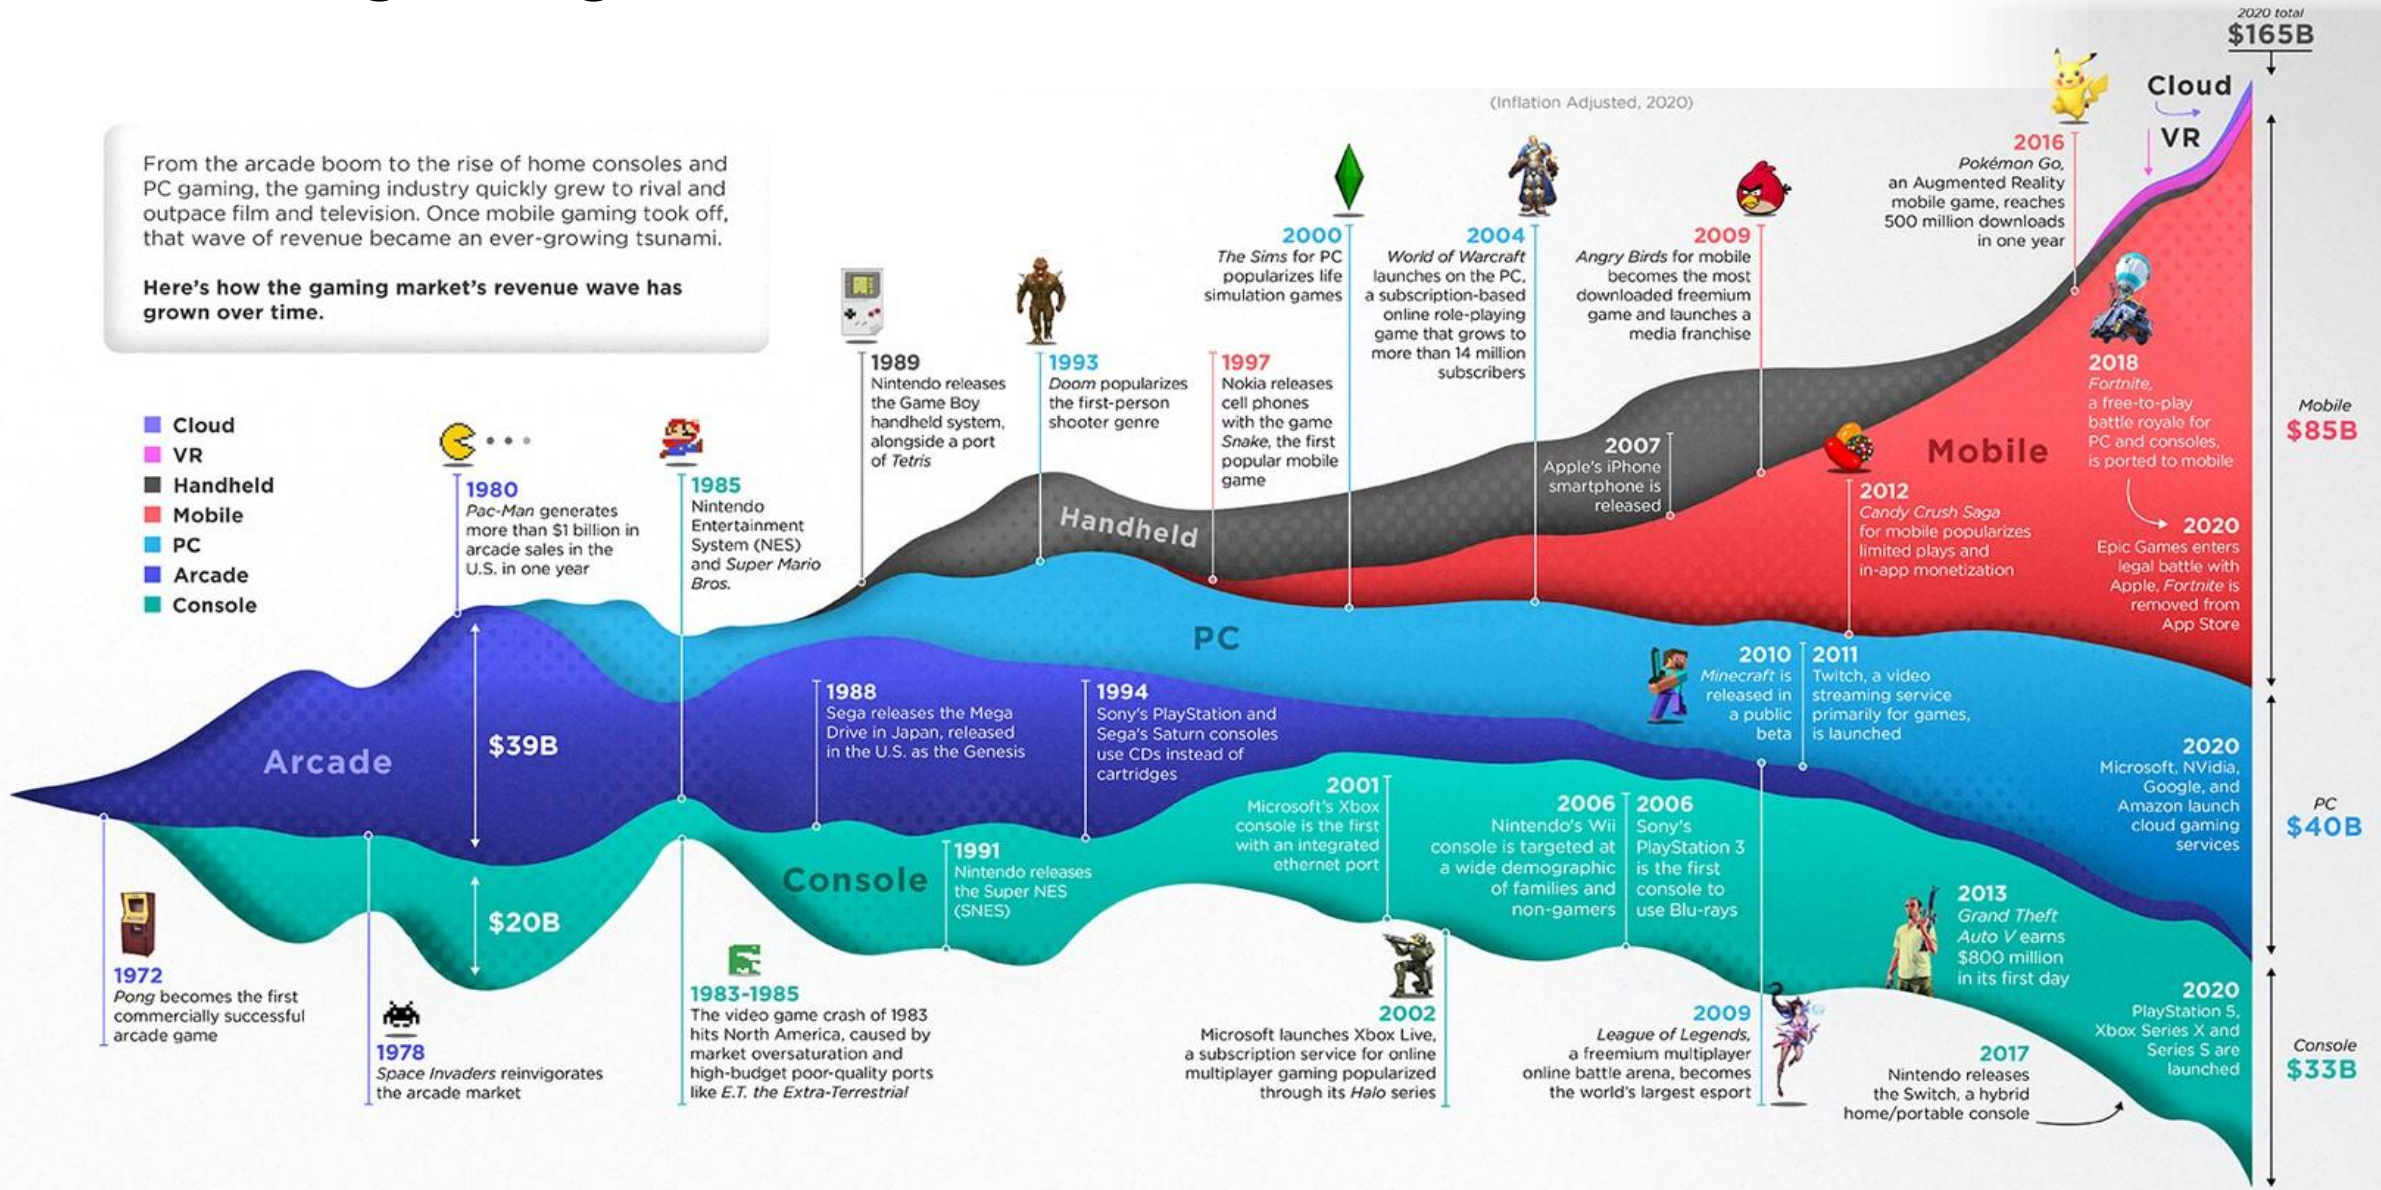 2020 total
$165B
(Inflation Adjusted, 2020)
Cloud
VR
From the arcade boom to the rise of home consoles and
PC gaming, the gaming industry quickly grew to rival and
outpace film and television. Once mobile gaming took off,
that wave of revenue became an ever-growing tsunami.
Here's how the gaming market's revenue wave has
grown over time.
Cloud
VR
Handheld
Mobile
PC
Arcade
Console
1980
Pac-Man generates
more than $1 billion in
arcade sales in the
U.S. in one year
1985
Nintendo
Entertainment
System (NES)
and Super Mario
Bros.
1989
Nintendo releases
the Game Boy
handheld system,
alongside a port
of Tetris
1993
Doom popularizes
the first-person
shooter genre
1997
Nokia releases
cell phones
with the game
Snake, the first
popular mobile
game
2000
The Sims for PC
popularizes life
simulation games
2004
World of Warcraft
launches on the PC,
a subscription-based
online role-playing
game that grows to
more than 14 million
subscribers
2009
Angry Birds for mobile
becomes the most
downloaded freemium
game and launches a
media franchise
2016
Pokémon Go,
an Augmented Reality
mobile game, reaches
500 million downloads
in one year
2007
Apple's iPhone
smartphone is
released
2018
Fortnite,
a free-to-play
battle royale for
PC and consoles,
is ported to mobile
2020
Epic Games enters
legal battle with
Apple, Fortnite is
removed from
App Store
2012
Candy Crush Saga
for mobile popularizes
limited plays and
in-app monetization
Mobile
Handheld
PC
Arcade
Console
$39B
$20B
1988
Sega releases the Mega
Drive in Japan, released
in the U.S. as the Genesis
1994
Sony's PlayStation and
Sega's Saturn consoles
use CDs instead of
cartridges
2010
Minecraft is
released in
a public
beta
2011
Twitch, a video
streaming service
primarily for games,
is launched
2020
Microsoft, NVidia,
Google, and
Amazon launch
cloud gaming
services
1991
Nintendo releases
the Super NES
(SNES)
2001
Microsoft's Xbox
console is the first
with an integrated
ethernet port
2006
Nintendo's Wii
console is targeted at
a wide demographic
of families and
non-gamers
2006
Sony's
PlayStation 3
is the first
console to
use Blu-rays
2013
Grand Theft
Auto V earns
$800 million
in its first day
2020
PlayStation 5,
Xbox Series X and
Series S are
launched
1972
Pong becomes the first
commercially successful
arcade game
1978
Space Invaders reinvigorates
the arcade market
1983-1985
The video game crash of 1983
hits North America, caused by
market oversaturation and
high-budget poor-quality ports
like E.T. the Extra-Terrestrial
2002
Microsoft launches Xbox Live,
a subscription service for online
multiplayer gaming popularized
through its Halo series
2009
League of Legends,
a freemium multiplayer
online battle arena, becomes
the world's largest esport
2017
Nintendo releases
the Switch, a hybrid
home/portable console
Mobile
$85B
PC
$40B
Console
$33B